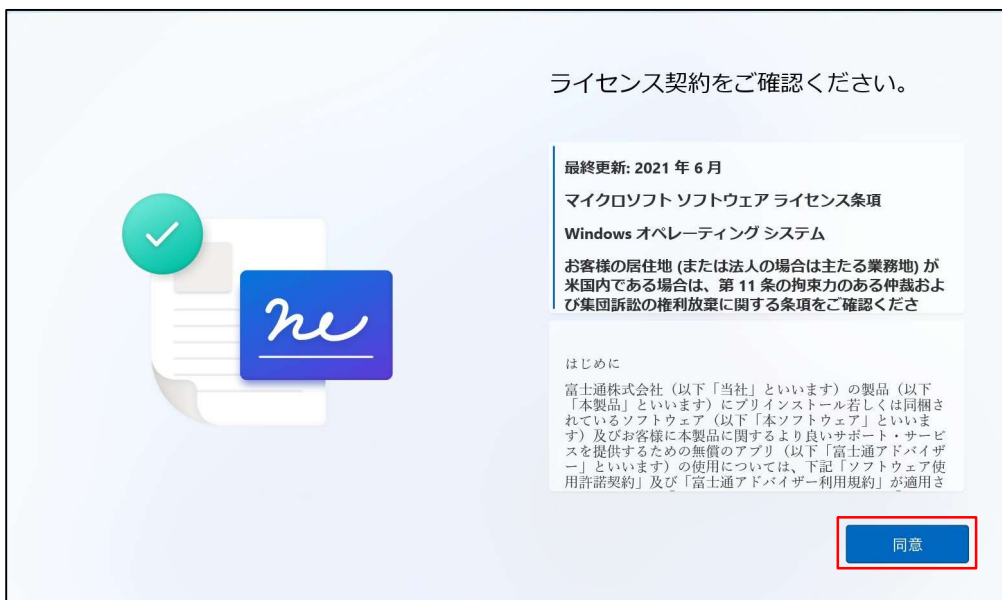 ライセンス契約をご確認ください。
最終更新: 2021 年 6 月
マイクロソフト ソフトウェア ライセンス条項
Windows オペレーティング システム
お客様の居住地 (または法人の場合は主たる業務地) が
米国内である場合は、第 11 条の拘束力のある仲裁およ
び集団訴訟の権利放棄に関する条項をご確認くださ
はじめに
富士通株式会社（以下「当社」といいます）の製品（以下
「本製品」といいます）にプリインストール若しくは同梱さ
れているソフトウェア（以下「本ソフトウェア」といいま
す）及びお客様に本製品に関するより良いサポート・サービ
スを提供するための無償のアプリ（以下「富士通アドバイザ
ー」といいます）の使用については、下記「ソフトウェア使
用許諾契約」及び「富士通アドバイザー利用規約」が適用さ
同意